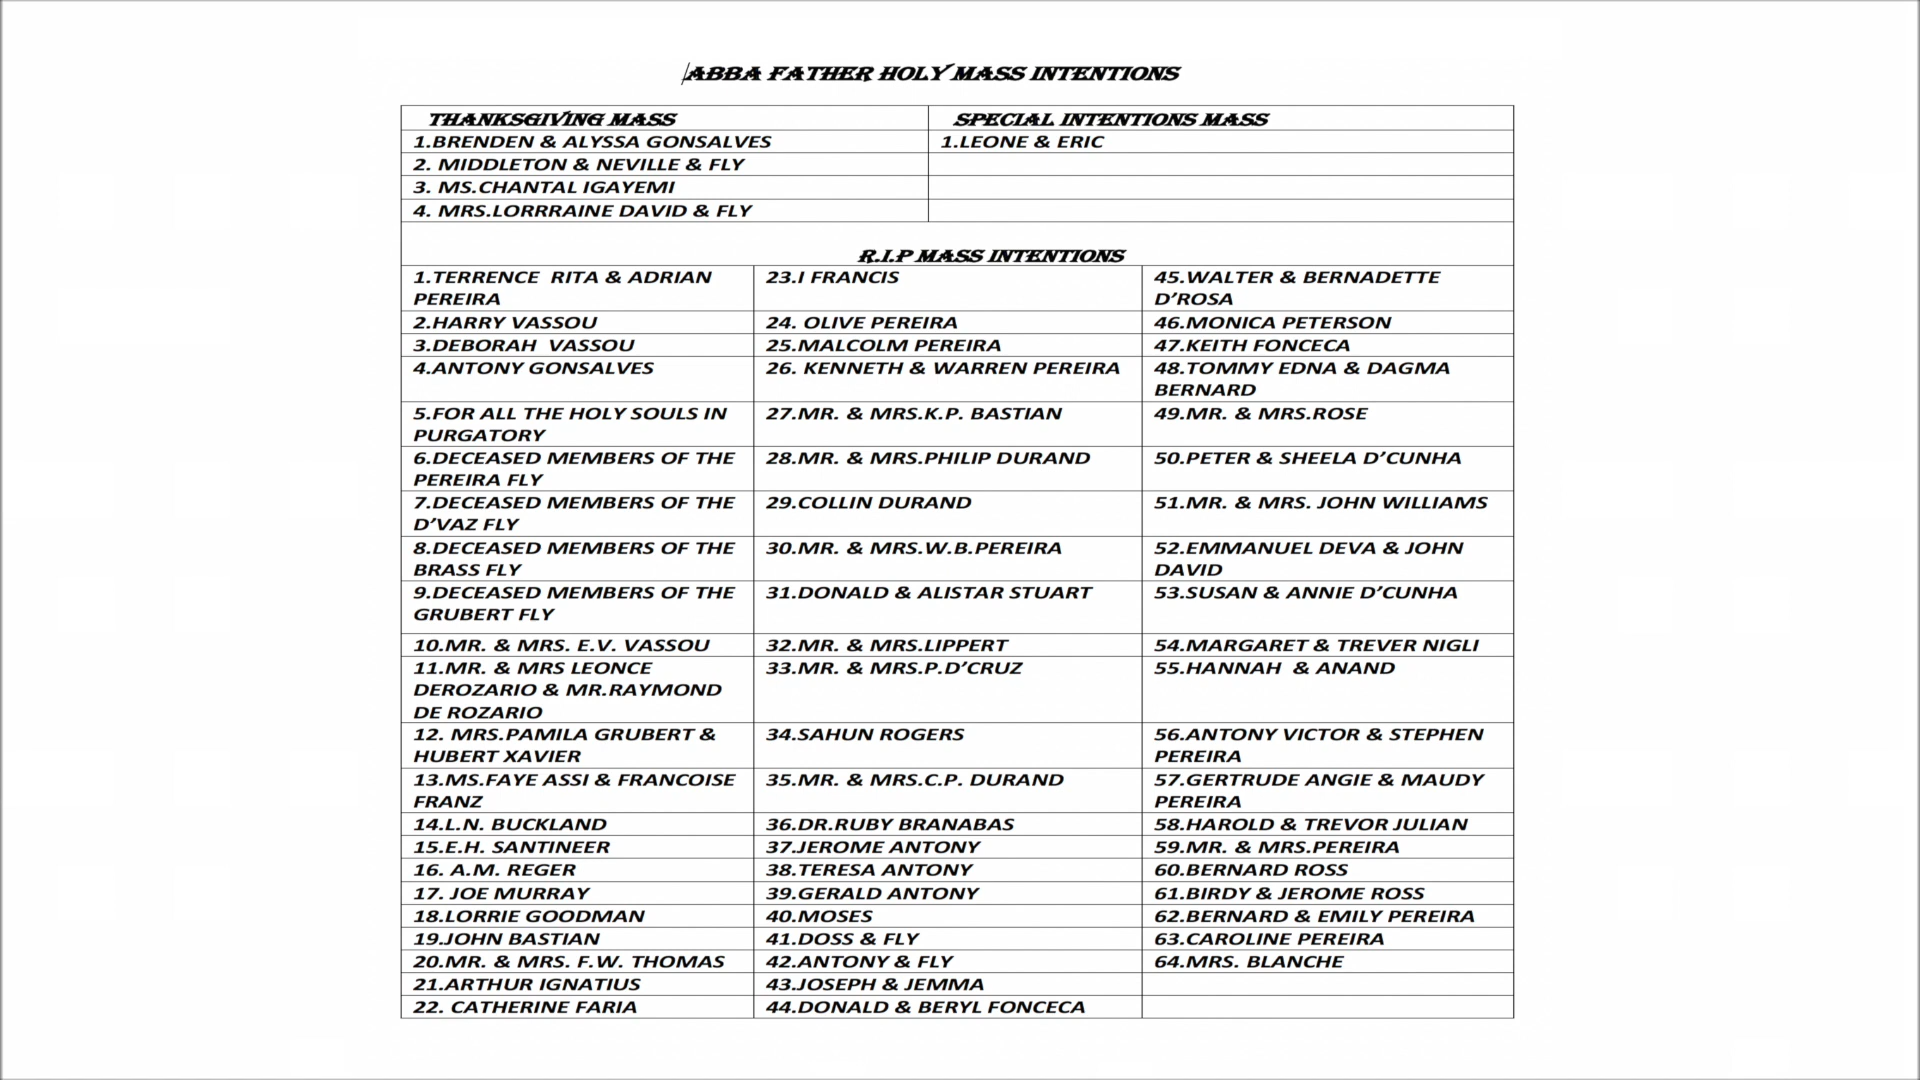 ABBA FATHER HOLY MASS INTENTIONS
THANKSGIVING MASS
SPECIAL INTENTIONS MASS
1.BRENDEN & ALYSSA GONSALVES
1.LEONE & ERIC
2. MIDDLETON & NEVILLE & FLY
3. MS.CHANTAL IGAYEMI
4. MRS.LORRRAINE DAVID & FLY
R.I.P MASS INTENTIONS
1.TERRENCE  RITA & ADRIAN
PEREIRA
23.I FRANCIS
45.WALTER & BERNADETTE
D’ROSA
2.HARRY VASSOU
24. OLIVE PEREIRA
46.MONICA PETERSON
3.DEBORAH  VASSOU
25.MALCOLM PEREIRA
47.KEITH FONCECA
4.ANTONY GONSALVES
26. KENNETH & WARREN PEREIRA
48.TOMMY EDNA & DAGMA
BERNARD
5.FOR ALL THE HOLY SOULS IN
PURGATORY
27.MR. & MRS.K.P. BASTIAN
49.MR. & MRS.ROSE
6.DECEASED MEMBERS OF THE
PEREIRA FLY
28.MR. & MRS.PHILIP DURAND
50.PETER & SHEELA D’CUNHA
7.DECEASED MEMBERS OF THE
D’VAZ FLY
29.COLLIN DURAND
51.MR. & MRS. JOHN WILLIAMS
8.DECEASED MEMBERS OF THE
BRASS FLY
30.MR. & MRS.W.B.PEREIRA
52.EMMANUEL DEVA & JOHN
DAVID
9.DECEASED MEMBERS OF THE
GRUBERT FLY
31.DONALD & ALISTAR STUART
53.SUSAN & ANNIE D’CUNHA
10.MR. & MRS. E.V. VASSOU
32.MR. & MRS.LIPPERT
54.MARGARET & TREVER NIGLI
11.MR. & MRS LEONCE
DEROZARIO & MR.RAYMOND
DE ROZARIO
33.MR. & MRS.P.D’CRUZ
55.HANNAH  & ANAND
12. MRS.PAMILA GRUBERT &
HUBERT XAVIER
34.SAHUN ROGERS
56.ANTONY VICTOR & STEPHEN
PEREIRA
13.MS.FAYE ASSI & FRANCOISE
FRANZ
35.MR. & MRS.C.P. DURAND
57.GERTRUDE ANGIE & MAUDY
PEREIRA
14.L.N. BUCKLAND
36.DR.RUBY BRANABAS
58.HAROLD & TREVOR JULIAN
15.E.H. SANTINEER
37.JEROME ANTONY
59.MR. & MRS.PEREIRA
16. A.M. REGER
38.TERESA ANTONY
60.BERNARD ROSS
17. JOE MURRAY
39.GERALD ANTONY
61.BIRDY & JEROME ROSS
18.LORRIE GOODMAN
40.MOSES
62.BERNARD & EMILY PEREIRA
19.JOHN BASTIAN
41.DOSS & FLY
63.CAROLINE PEREIRA
20.MR. & MRS. F.W. THOMAS
42.ANTONY & FLY
64.MRS. BLANCHE
21.ARTHUR IGNATIUS
43.JOSEPH & JEMMA
22. CATHERINE FARIA
44.DONALD & BERYL FONCECA